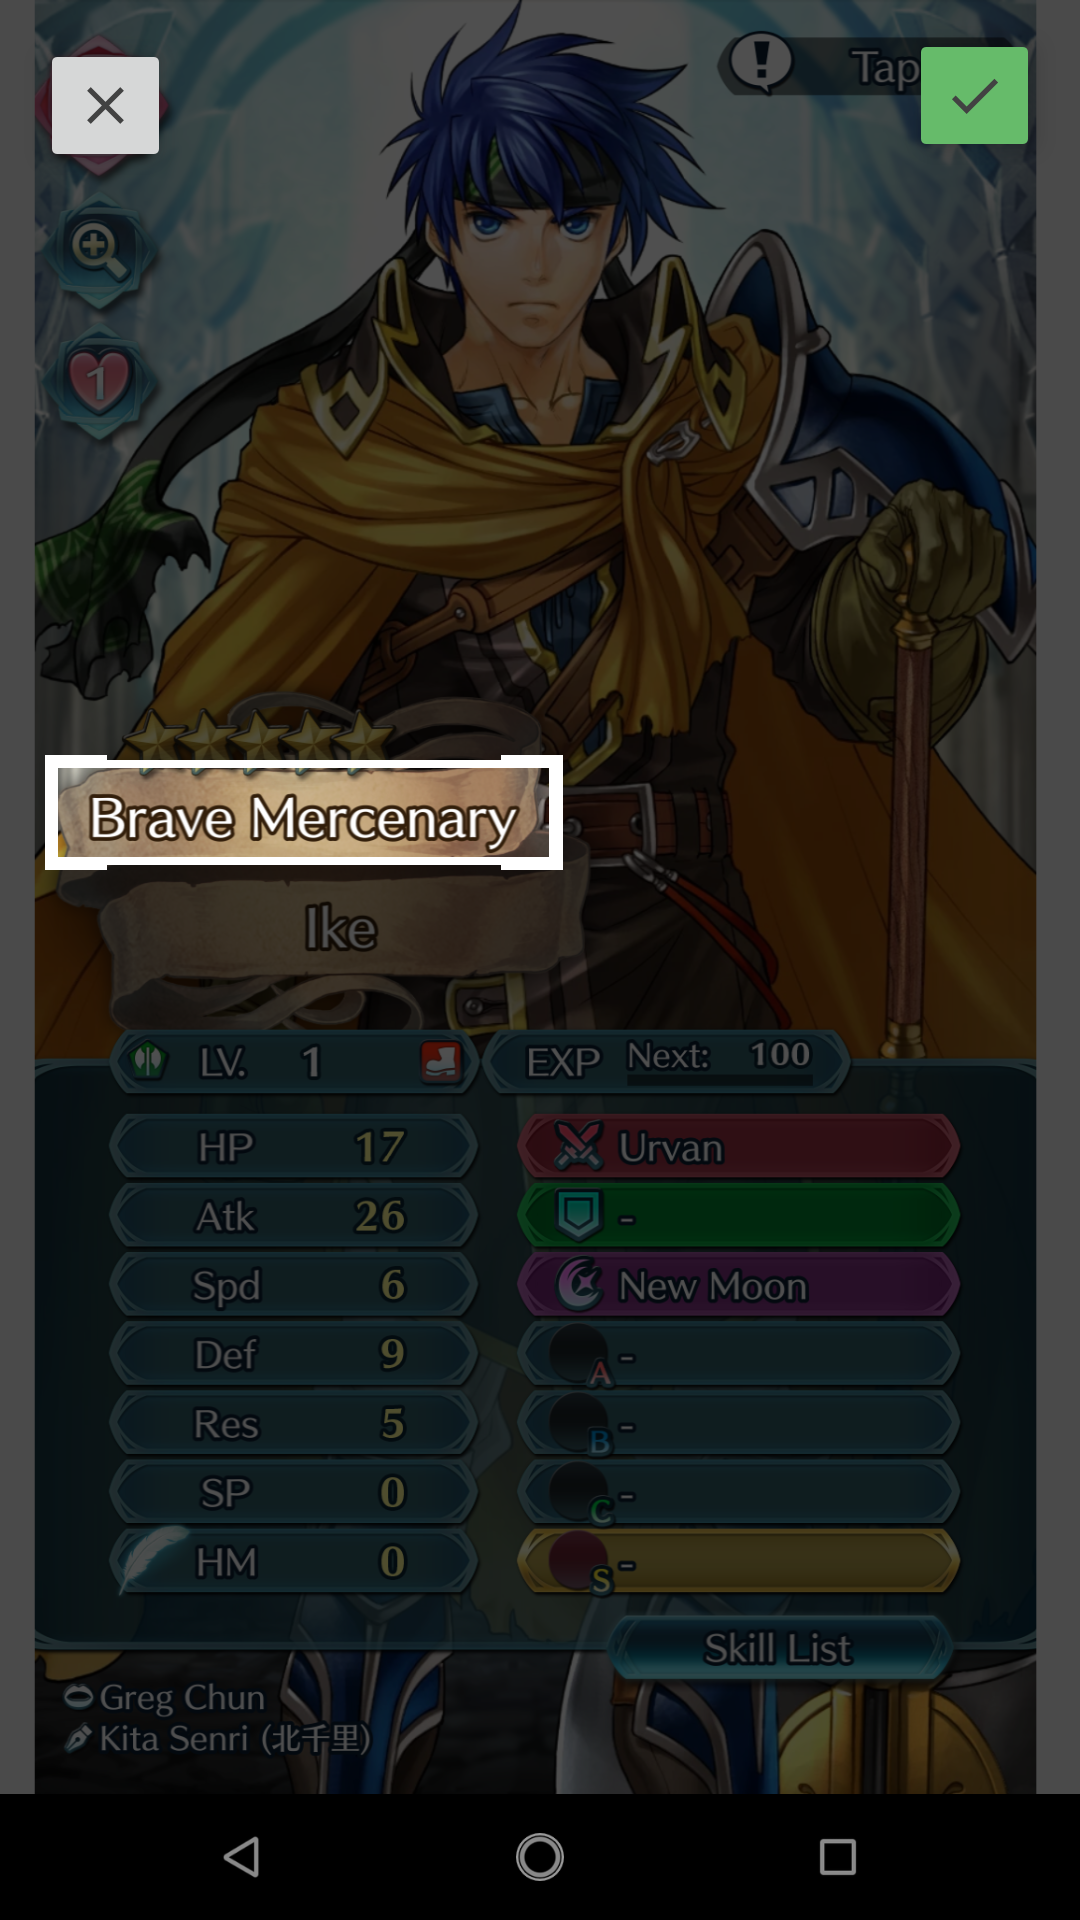 ! Tap
1
Brave Mercenary
Ike
LV. 1
EXP Next: 100
HP 17
Urvan
Atk 26
-
Spd 6
New Moon
Def 9
A -
Res 5
B -
SP 0
C -
HM 0
S -
Skill List
Greg Chun
Kita Senri (北千里)